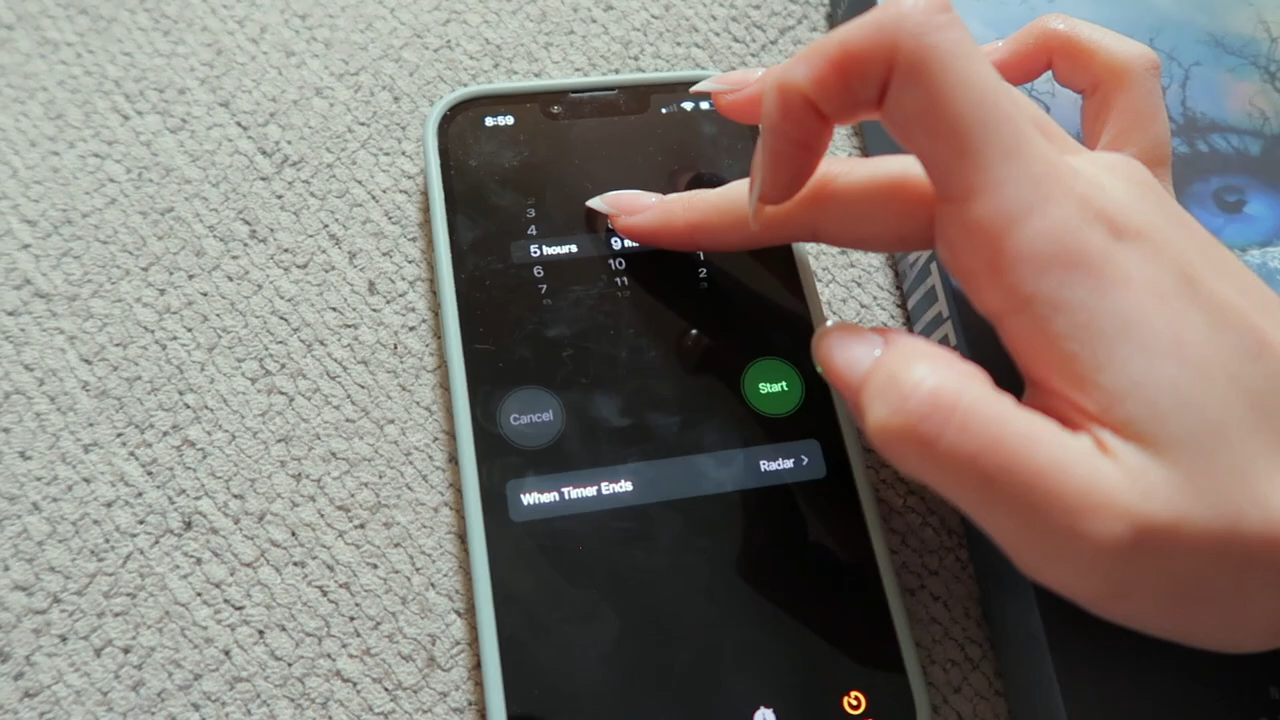 8:59
3
4
5 hours 9
6 10 1
7 11 2
Start
Cancel
Radar
When Timer Ends